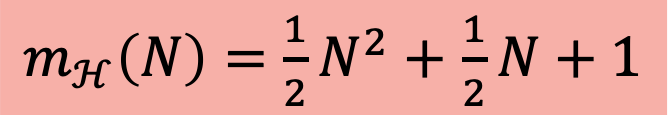 m_ℋ(N) = ½N² + ½N + 1